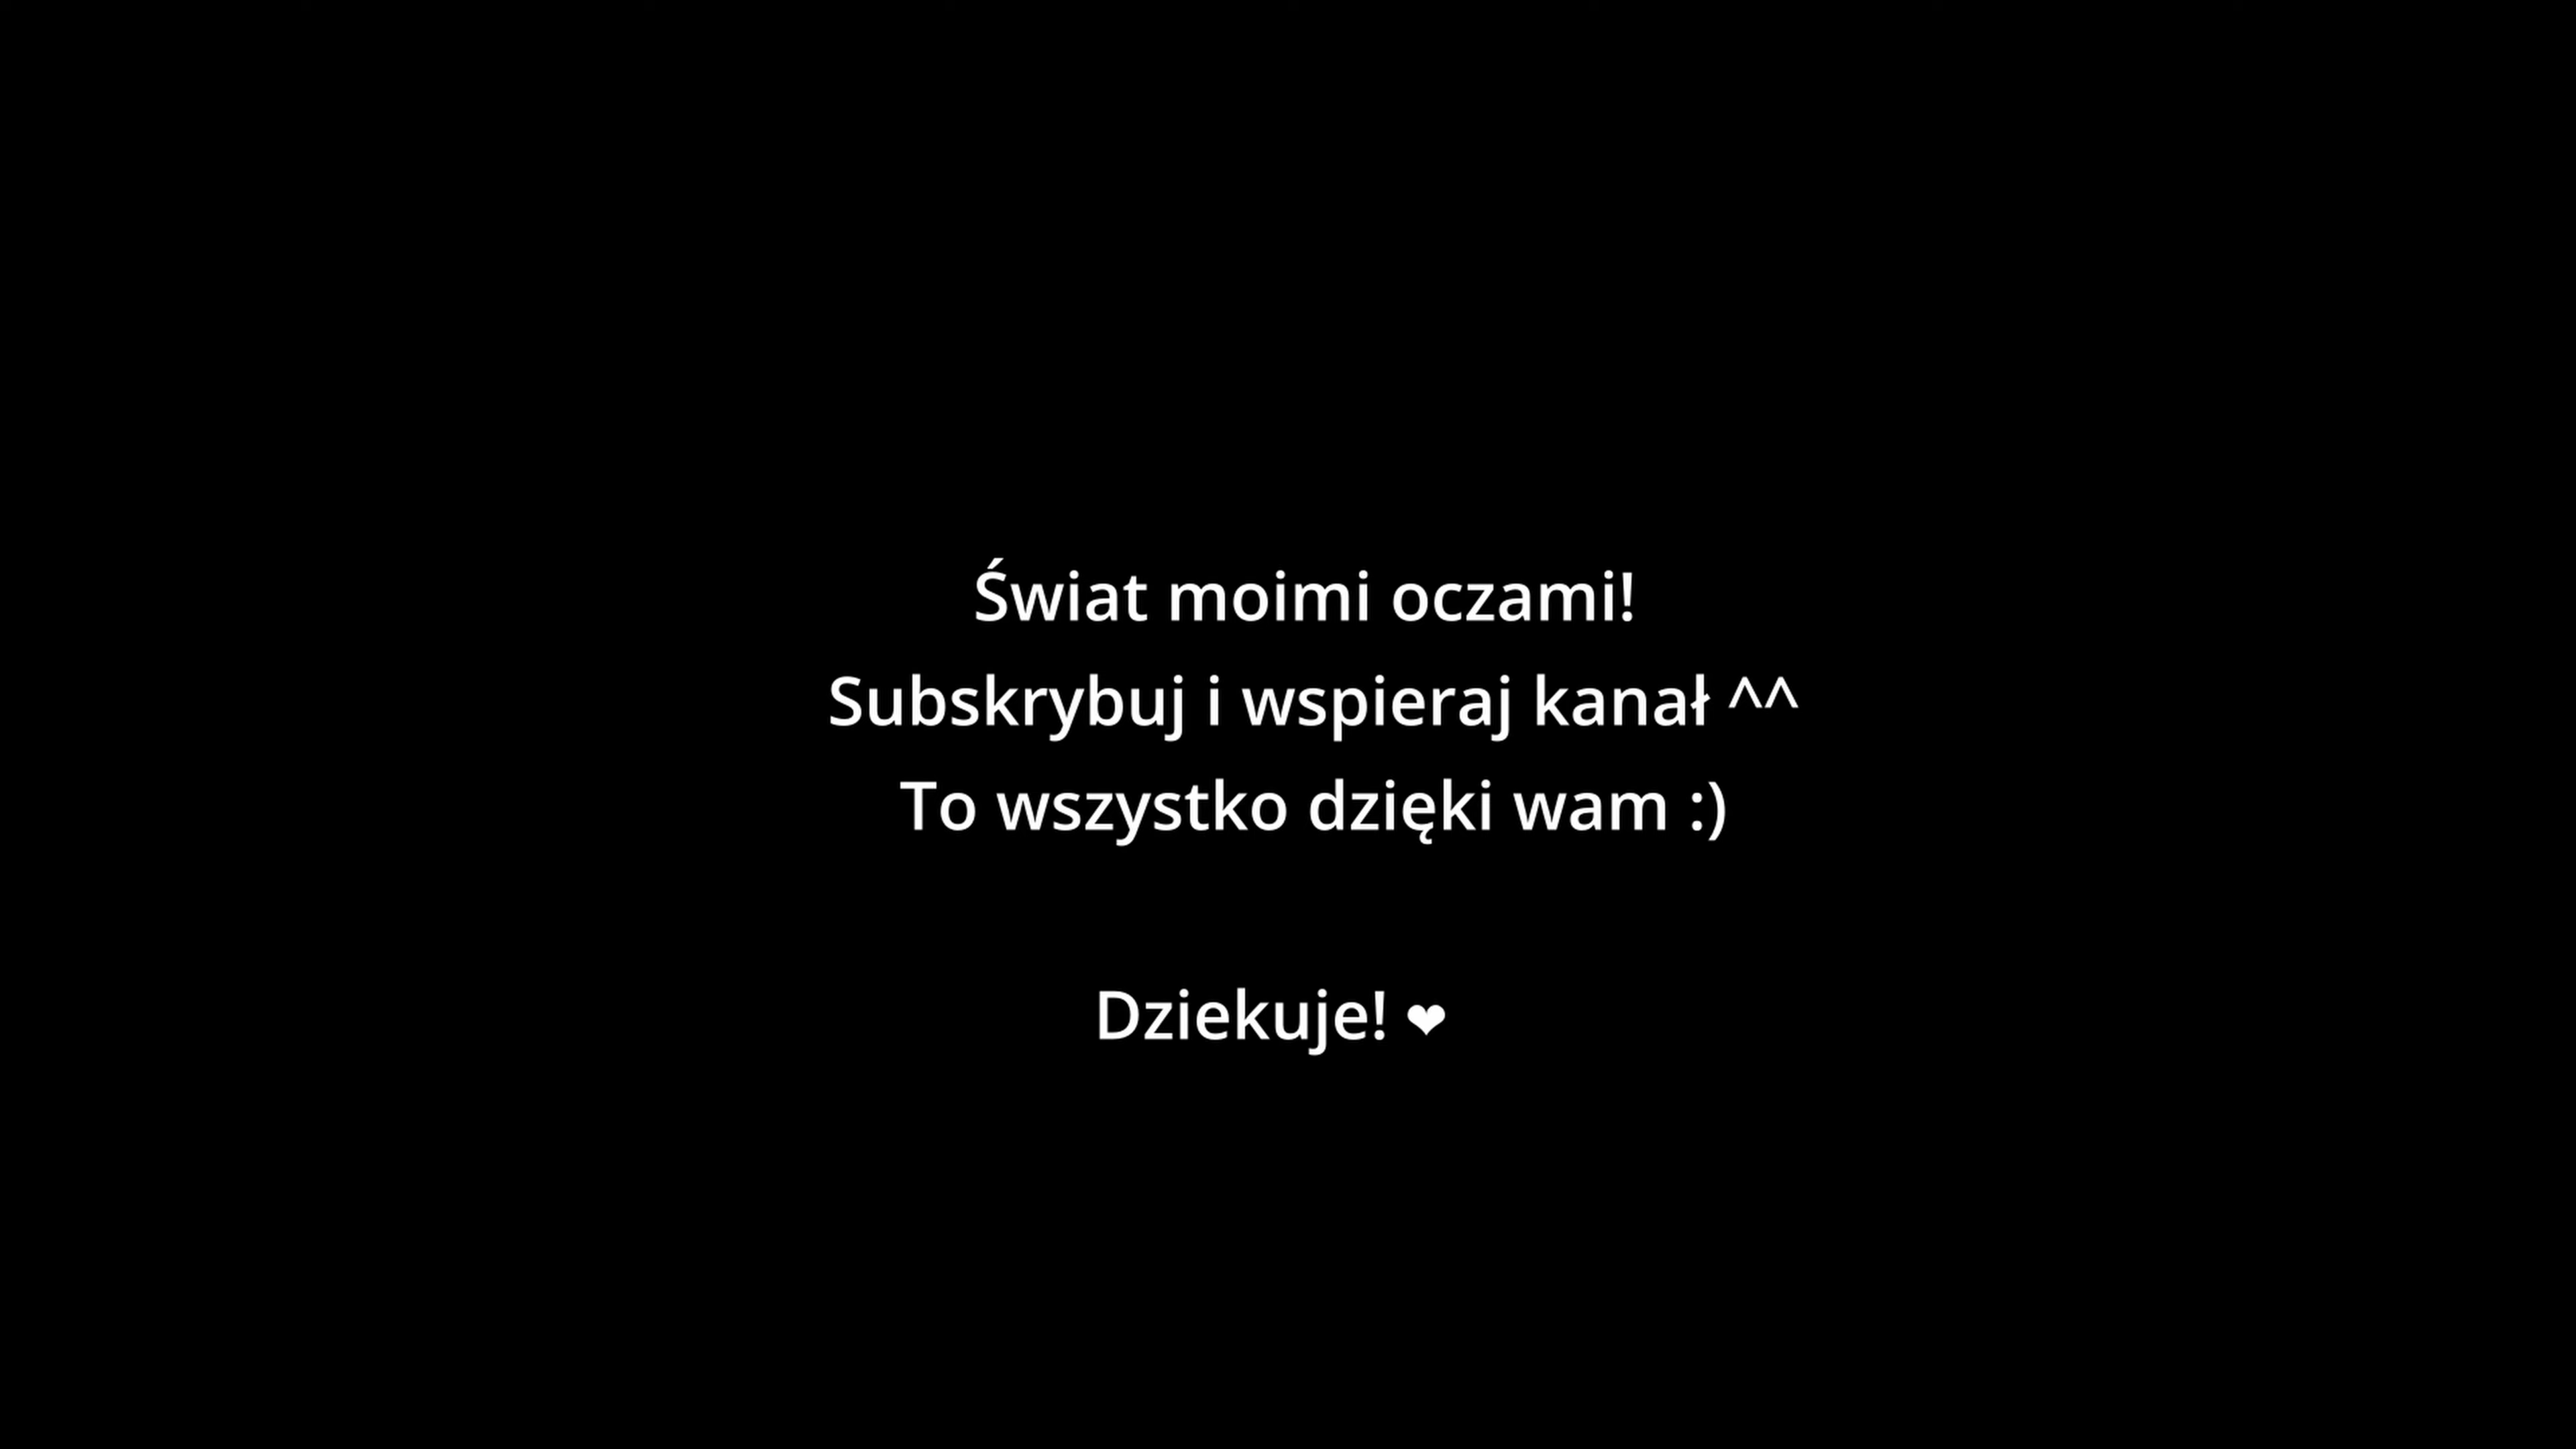 Świat moimi oczami!
Subskrybuj i wspieraj kanał ^^
To wszystko dzięki wam :)
Dziekuje! ❤